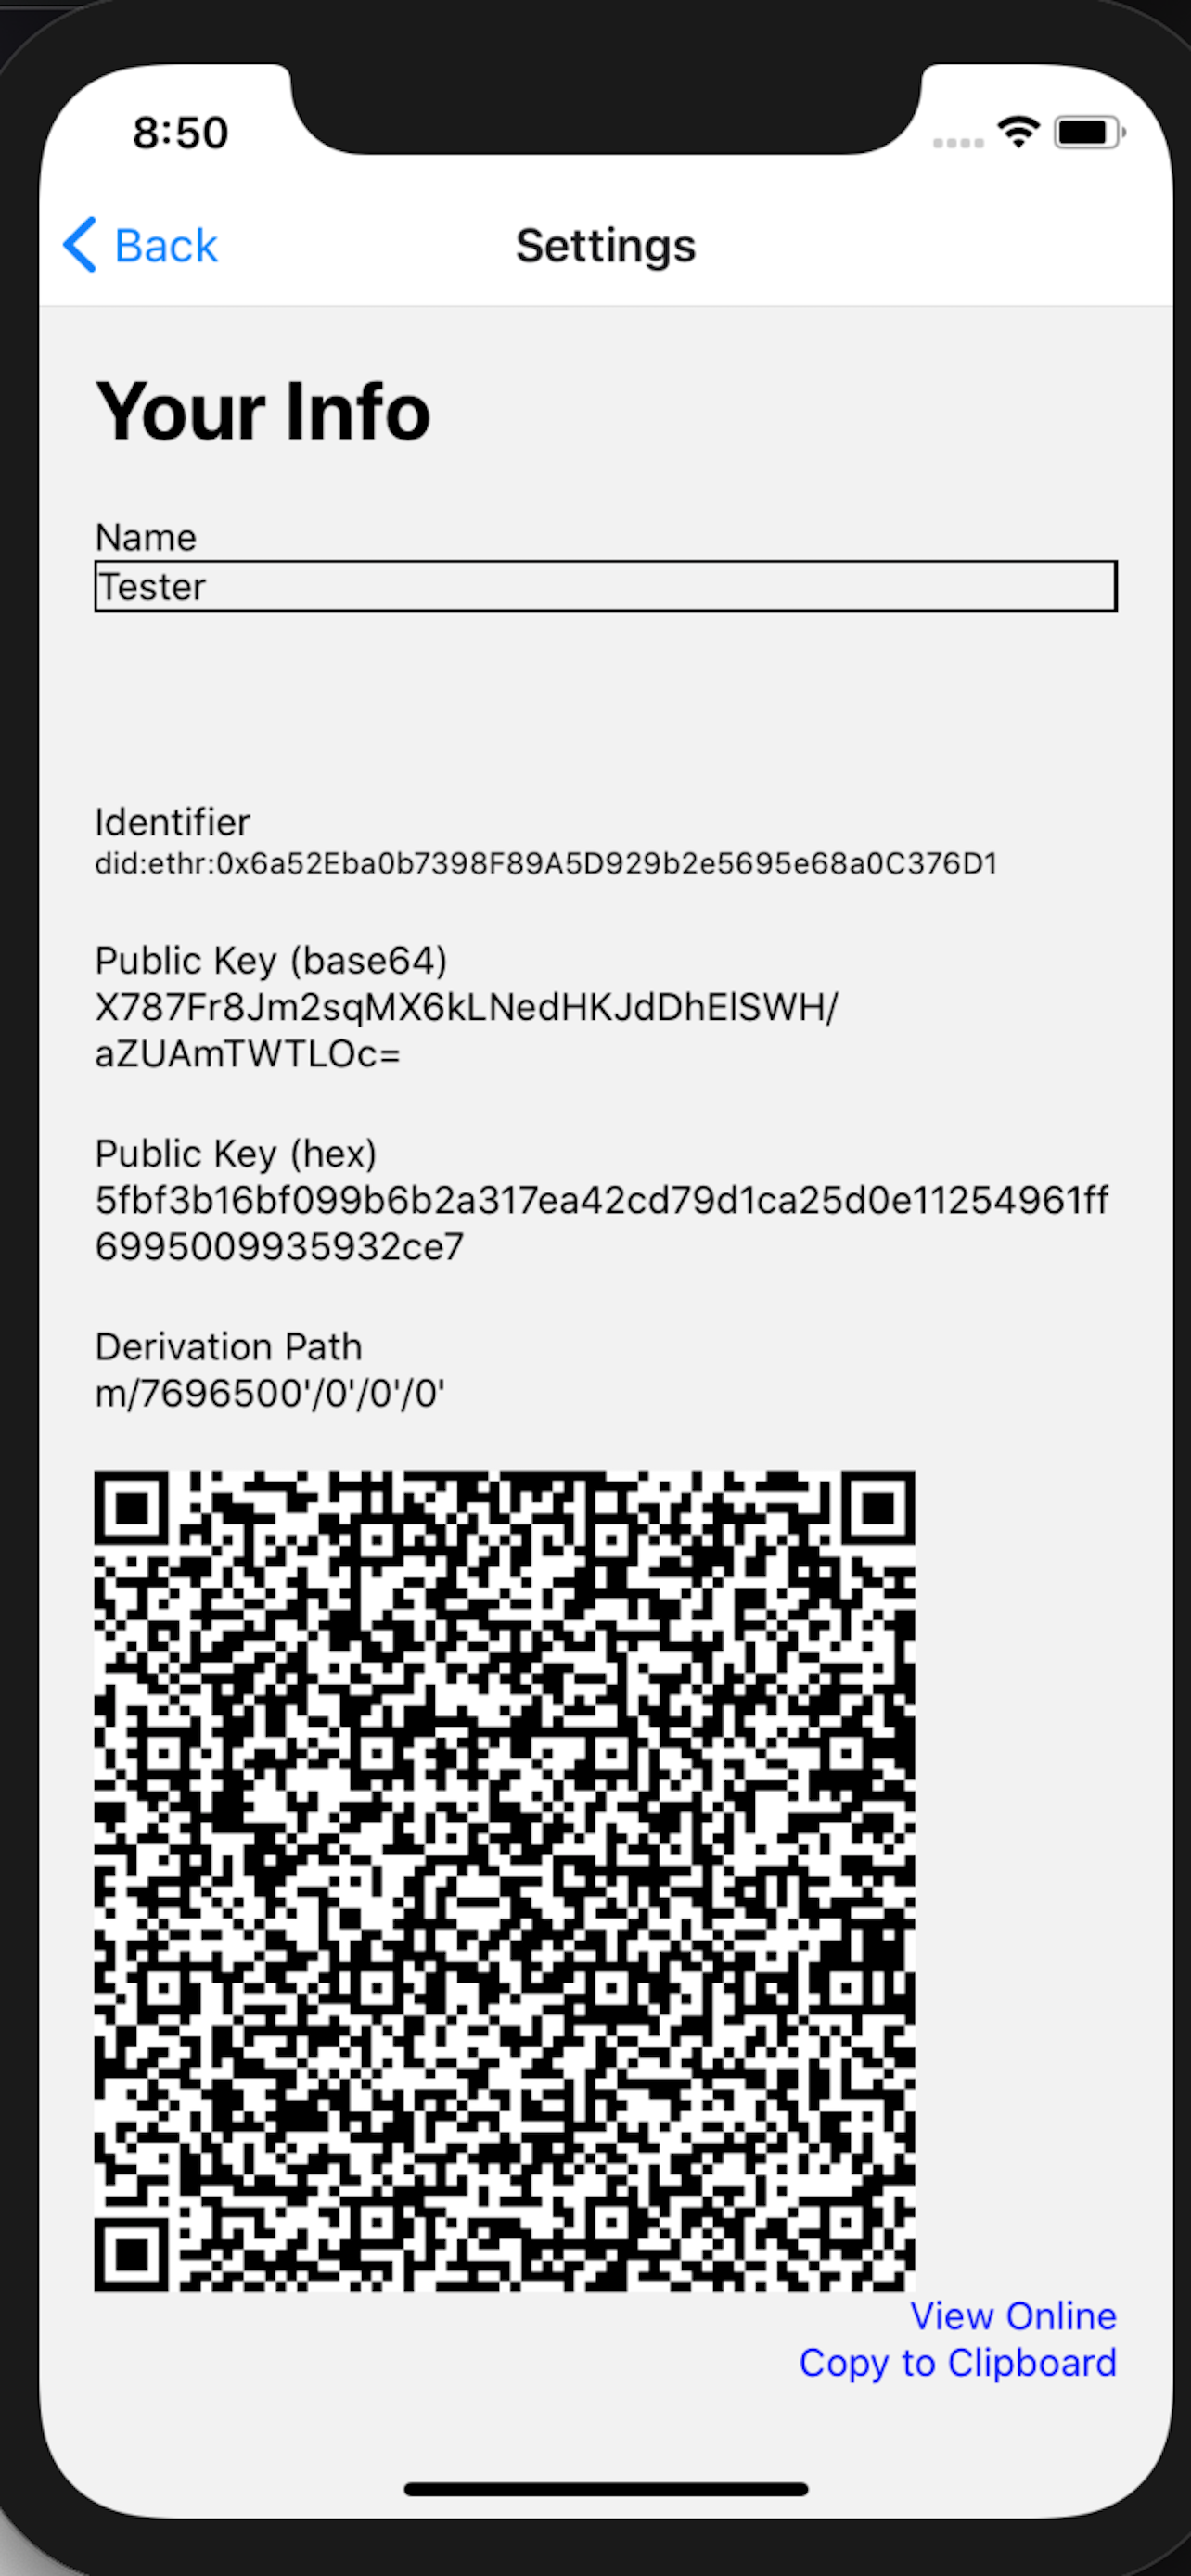 8:50
Back
Settings
Your Info
Name
Tester
Identifier
did:ethr:0x6a52Eba0b7398F89A5D929b2e5695e68a0C376D1
Public Key (base64)
X787Fr8Jm2sqMX6kLNedHKJdDhElSWH/
aZUAmTWTLOc=
Public Key (hex)
5fbf3b16bf099b6b2a317ea42cd79d1ca25d0e11254961ff
6995009935932ce7
Derivation Path
m/7696500'/0'/0'/0'
View Online
Copy to Clipboard